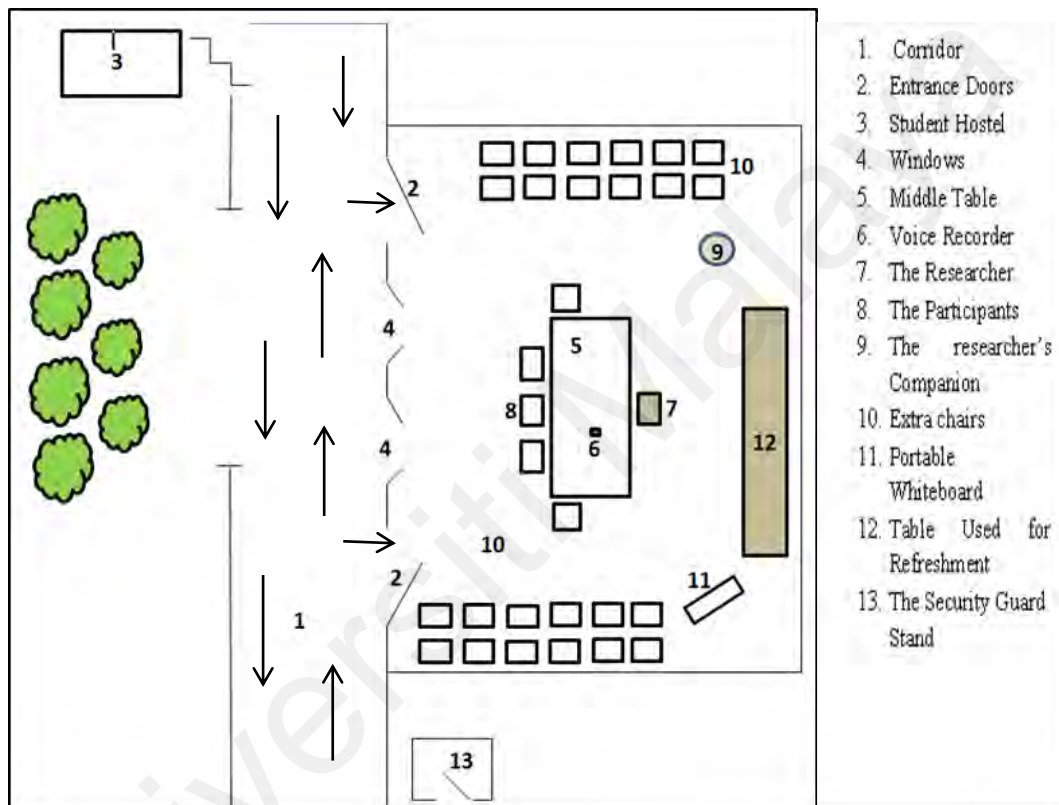 3
2
10
9
4
5
8
7
4
6
12
10
2
11
1
13
1. Corridor
2. Entrance Doors
3. Student Hostel
4. Windows
5. Middle Table
6. Voice Recorder
7. The Researcher
8. The Participants
9. The researcher's
Companion
10. Extra chairs
11. Portable
Whiteboard
12. Table Used for
Refreshment
13. The Security Guard
Stand
versiti Malaya